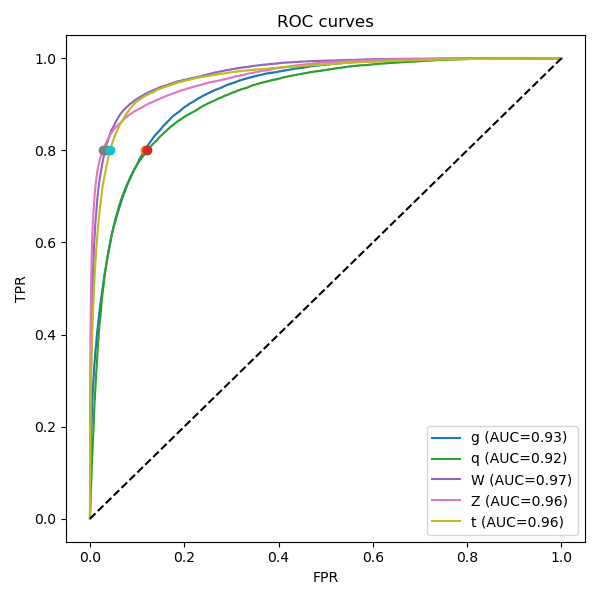 ROC curves
TPR
1.0
0.8
0.6
0.4
0.2
0.0
0.0 0.2 0.4 0.6 0.8 1.0
FPR
g (AUC=0.93)
q (AUC=0.92)
W (AUC=0.97)
Z (AUC=0.96)
t (AUC=0.96)